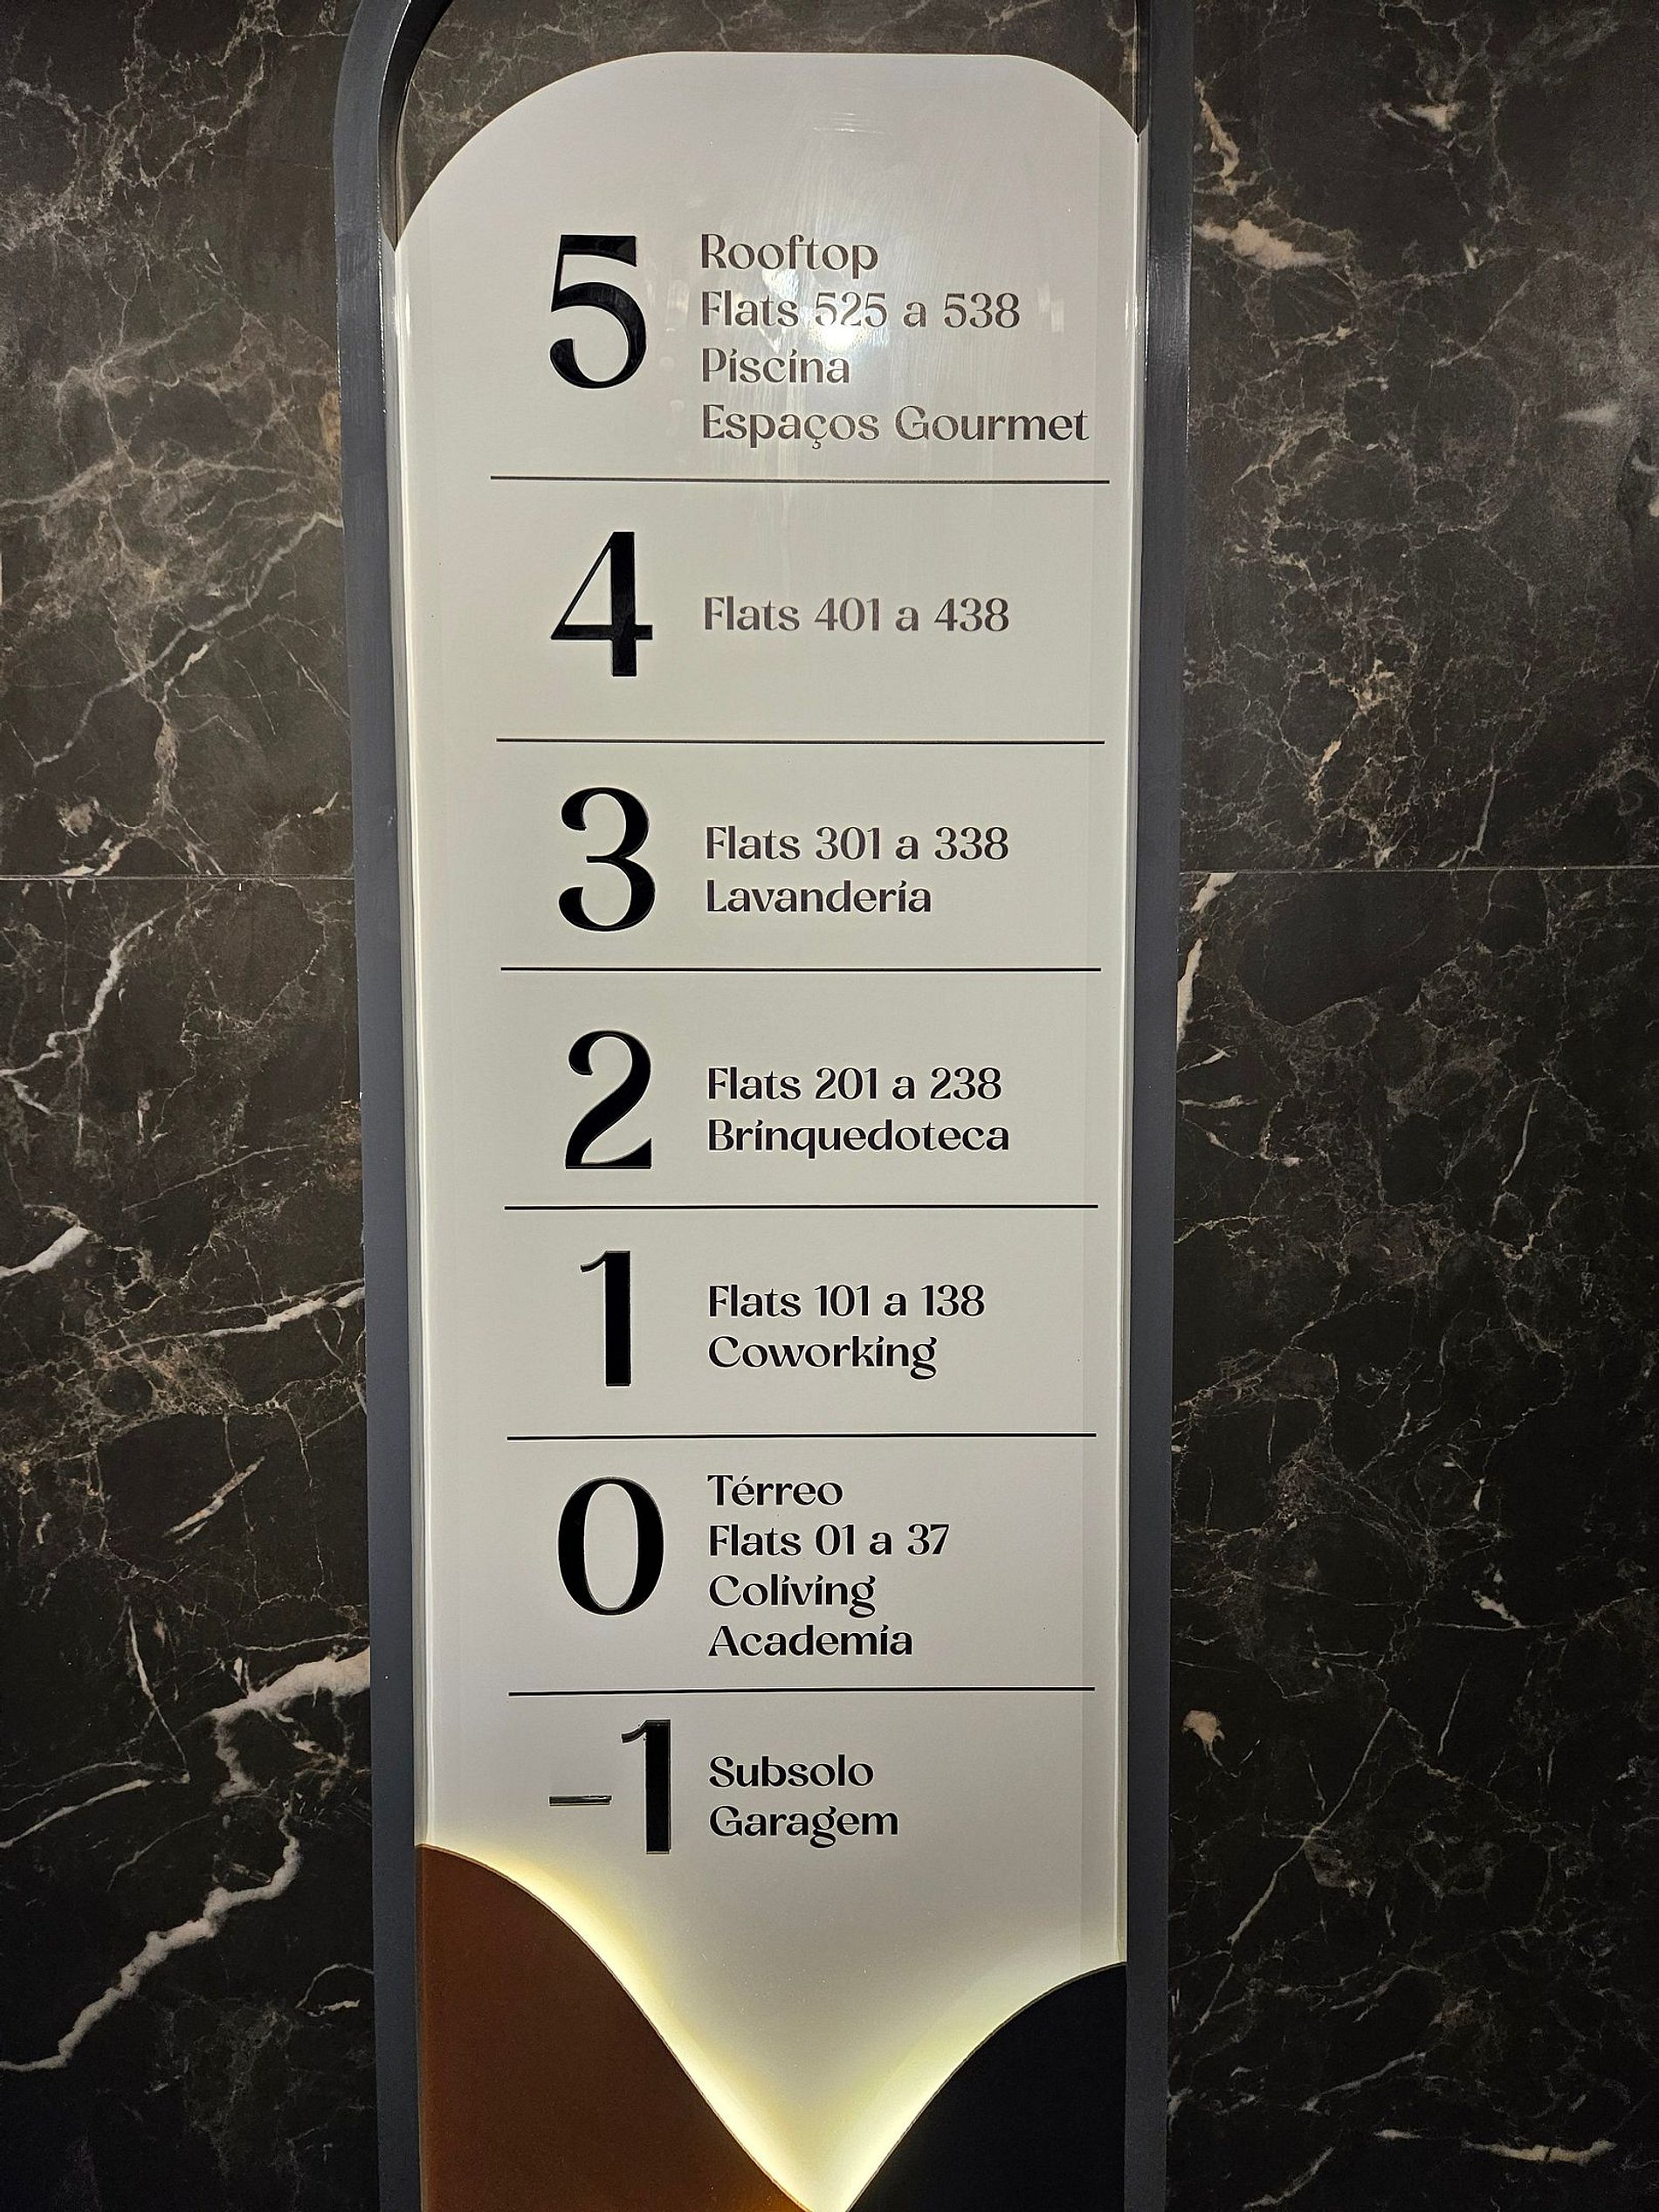 5
Rooftop
Flats 525 a 538
Piscina
Espaços Gourmet
4
Flats 401 a 438
3
Flats 301 a 338
Lavanderia
2
Flats 201 a 238
Brinquedoteca
1
Flats 101 a 138
Coworking
0
Térreo
Flats 01 a 37
Coliving
Academia
-1
Subsolo
Garagem